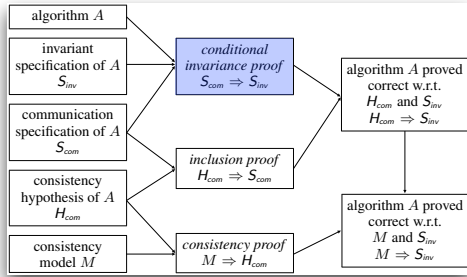 algorithm A
invariant
specification of A
S_inv
communication
specification of A
S_com
consistency
hypothesis of A
H_com
consistency
model M
conditional
invariance proof
S_com ⇒ S_inv
inclusion proof
H_com ⇒ S_com
consistency proof
M ⇒ H_com
algorithm A proved
correct w.r.t.
H_com and S_inv
H_com ⇒ S_inv
algorithm A proved
correct w.r.t.
M and S_inv
M ⇒ S_inv